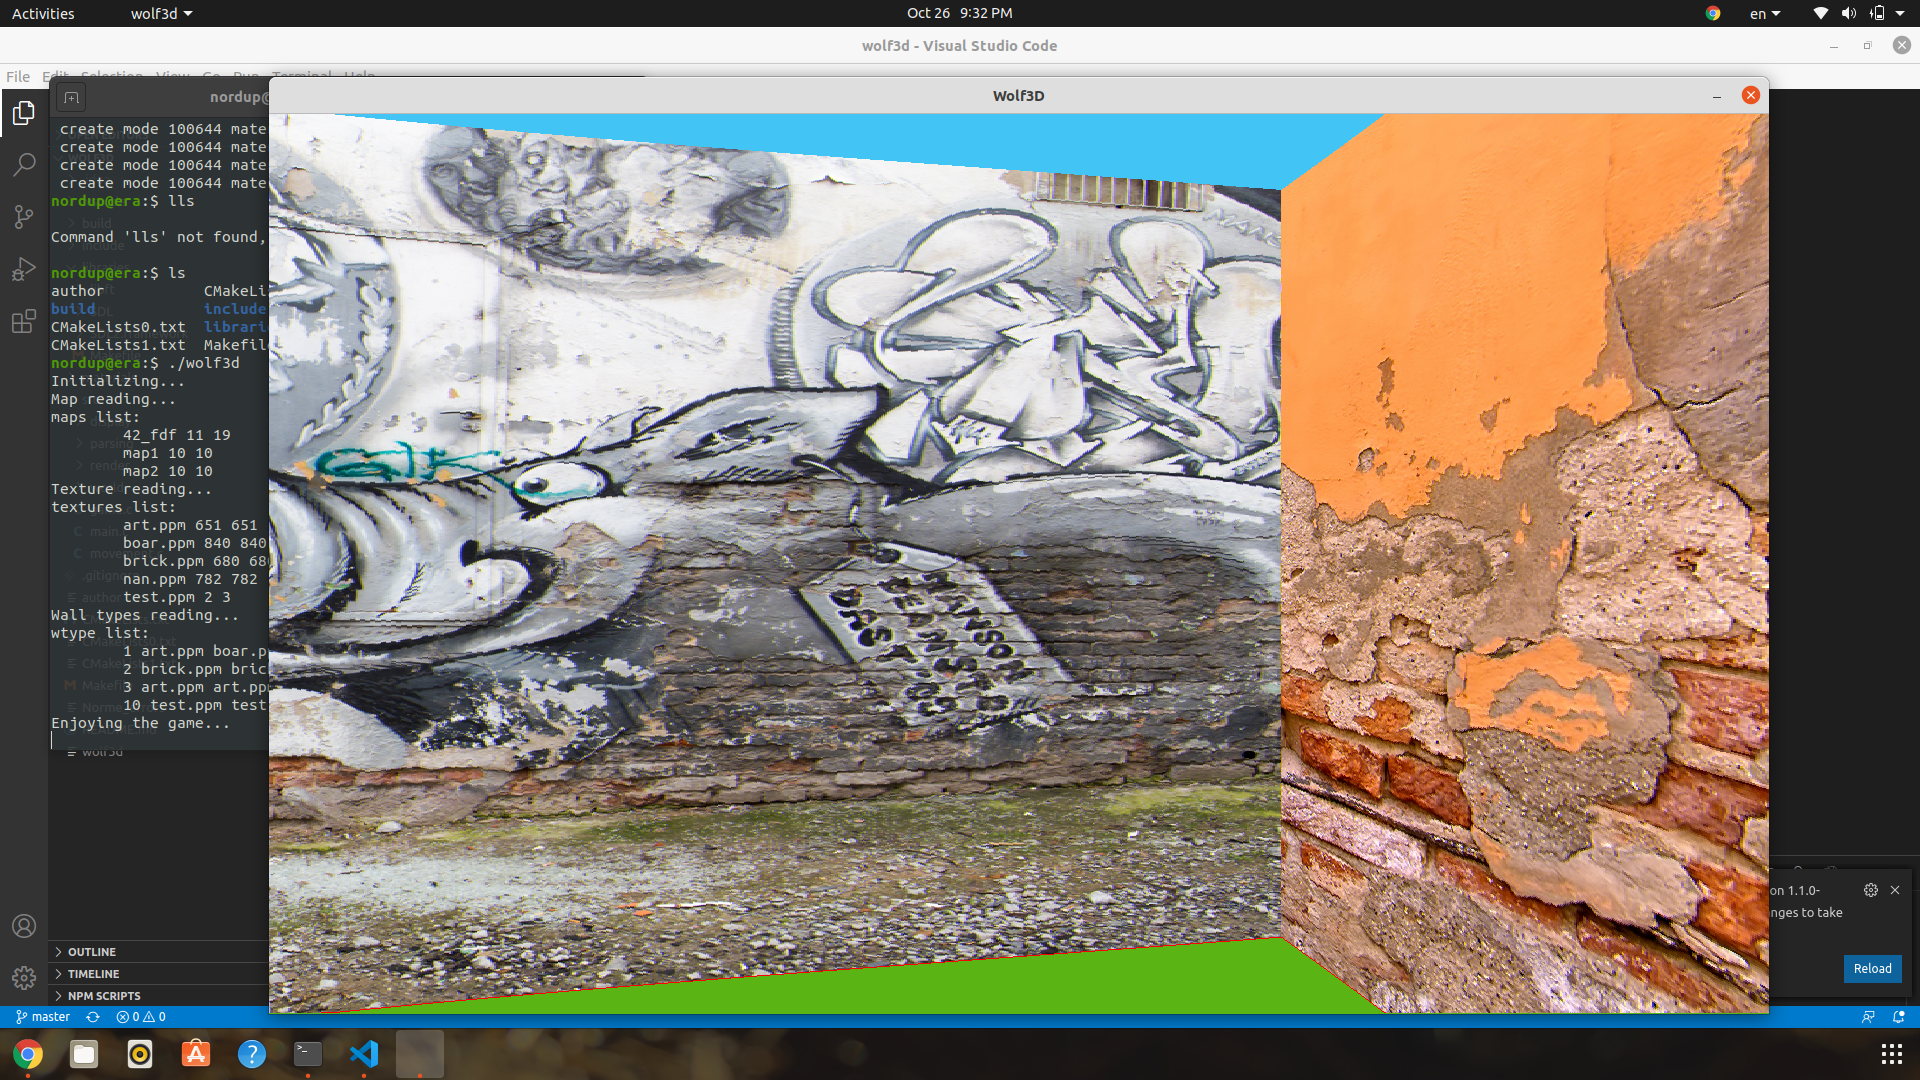 Activities
wolf3d
Oct 26 9:32 PM
en
wolf3d - Visual Studio Code
File Edit Selection View Go Run Terminal Help
nordup@
Wolf3D
create mode 100644 mate
create mode 100644 mate
create mode 100644 mate
create mode 100644 mate
nordup@era:$ lls
Command 'lls' not found,
nordup@era:$ ls
author CMakeLi
build include
CMakeLists0.txt librarie
CMakeLists1.txt Makefile
nordup@era:$ ./wolf3d
Initializing...
Map reading...
maps list:
42_fdf 11 19
map1 10 10
map2 10 10
Texture reading...
textures list:
art.ppm 651 651
boar.ppm 840 840
brick.ppm 680 680
nan.ppm 782 782
test.ppm 2 3
Wall types reading...
wtype list:
1 art.ppm boar.p
2 brick.ppm bric
3 art.ppm art.ppm
10 test.ppm test
Enjoying the game...
wolf3d
OUTLINE
TIMELINE
NPM SCRIPTS
on 1.1.0-
nges to take
Reload
master
0 0